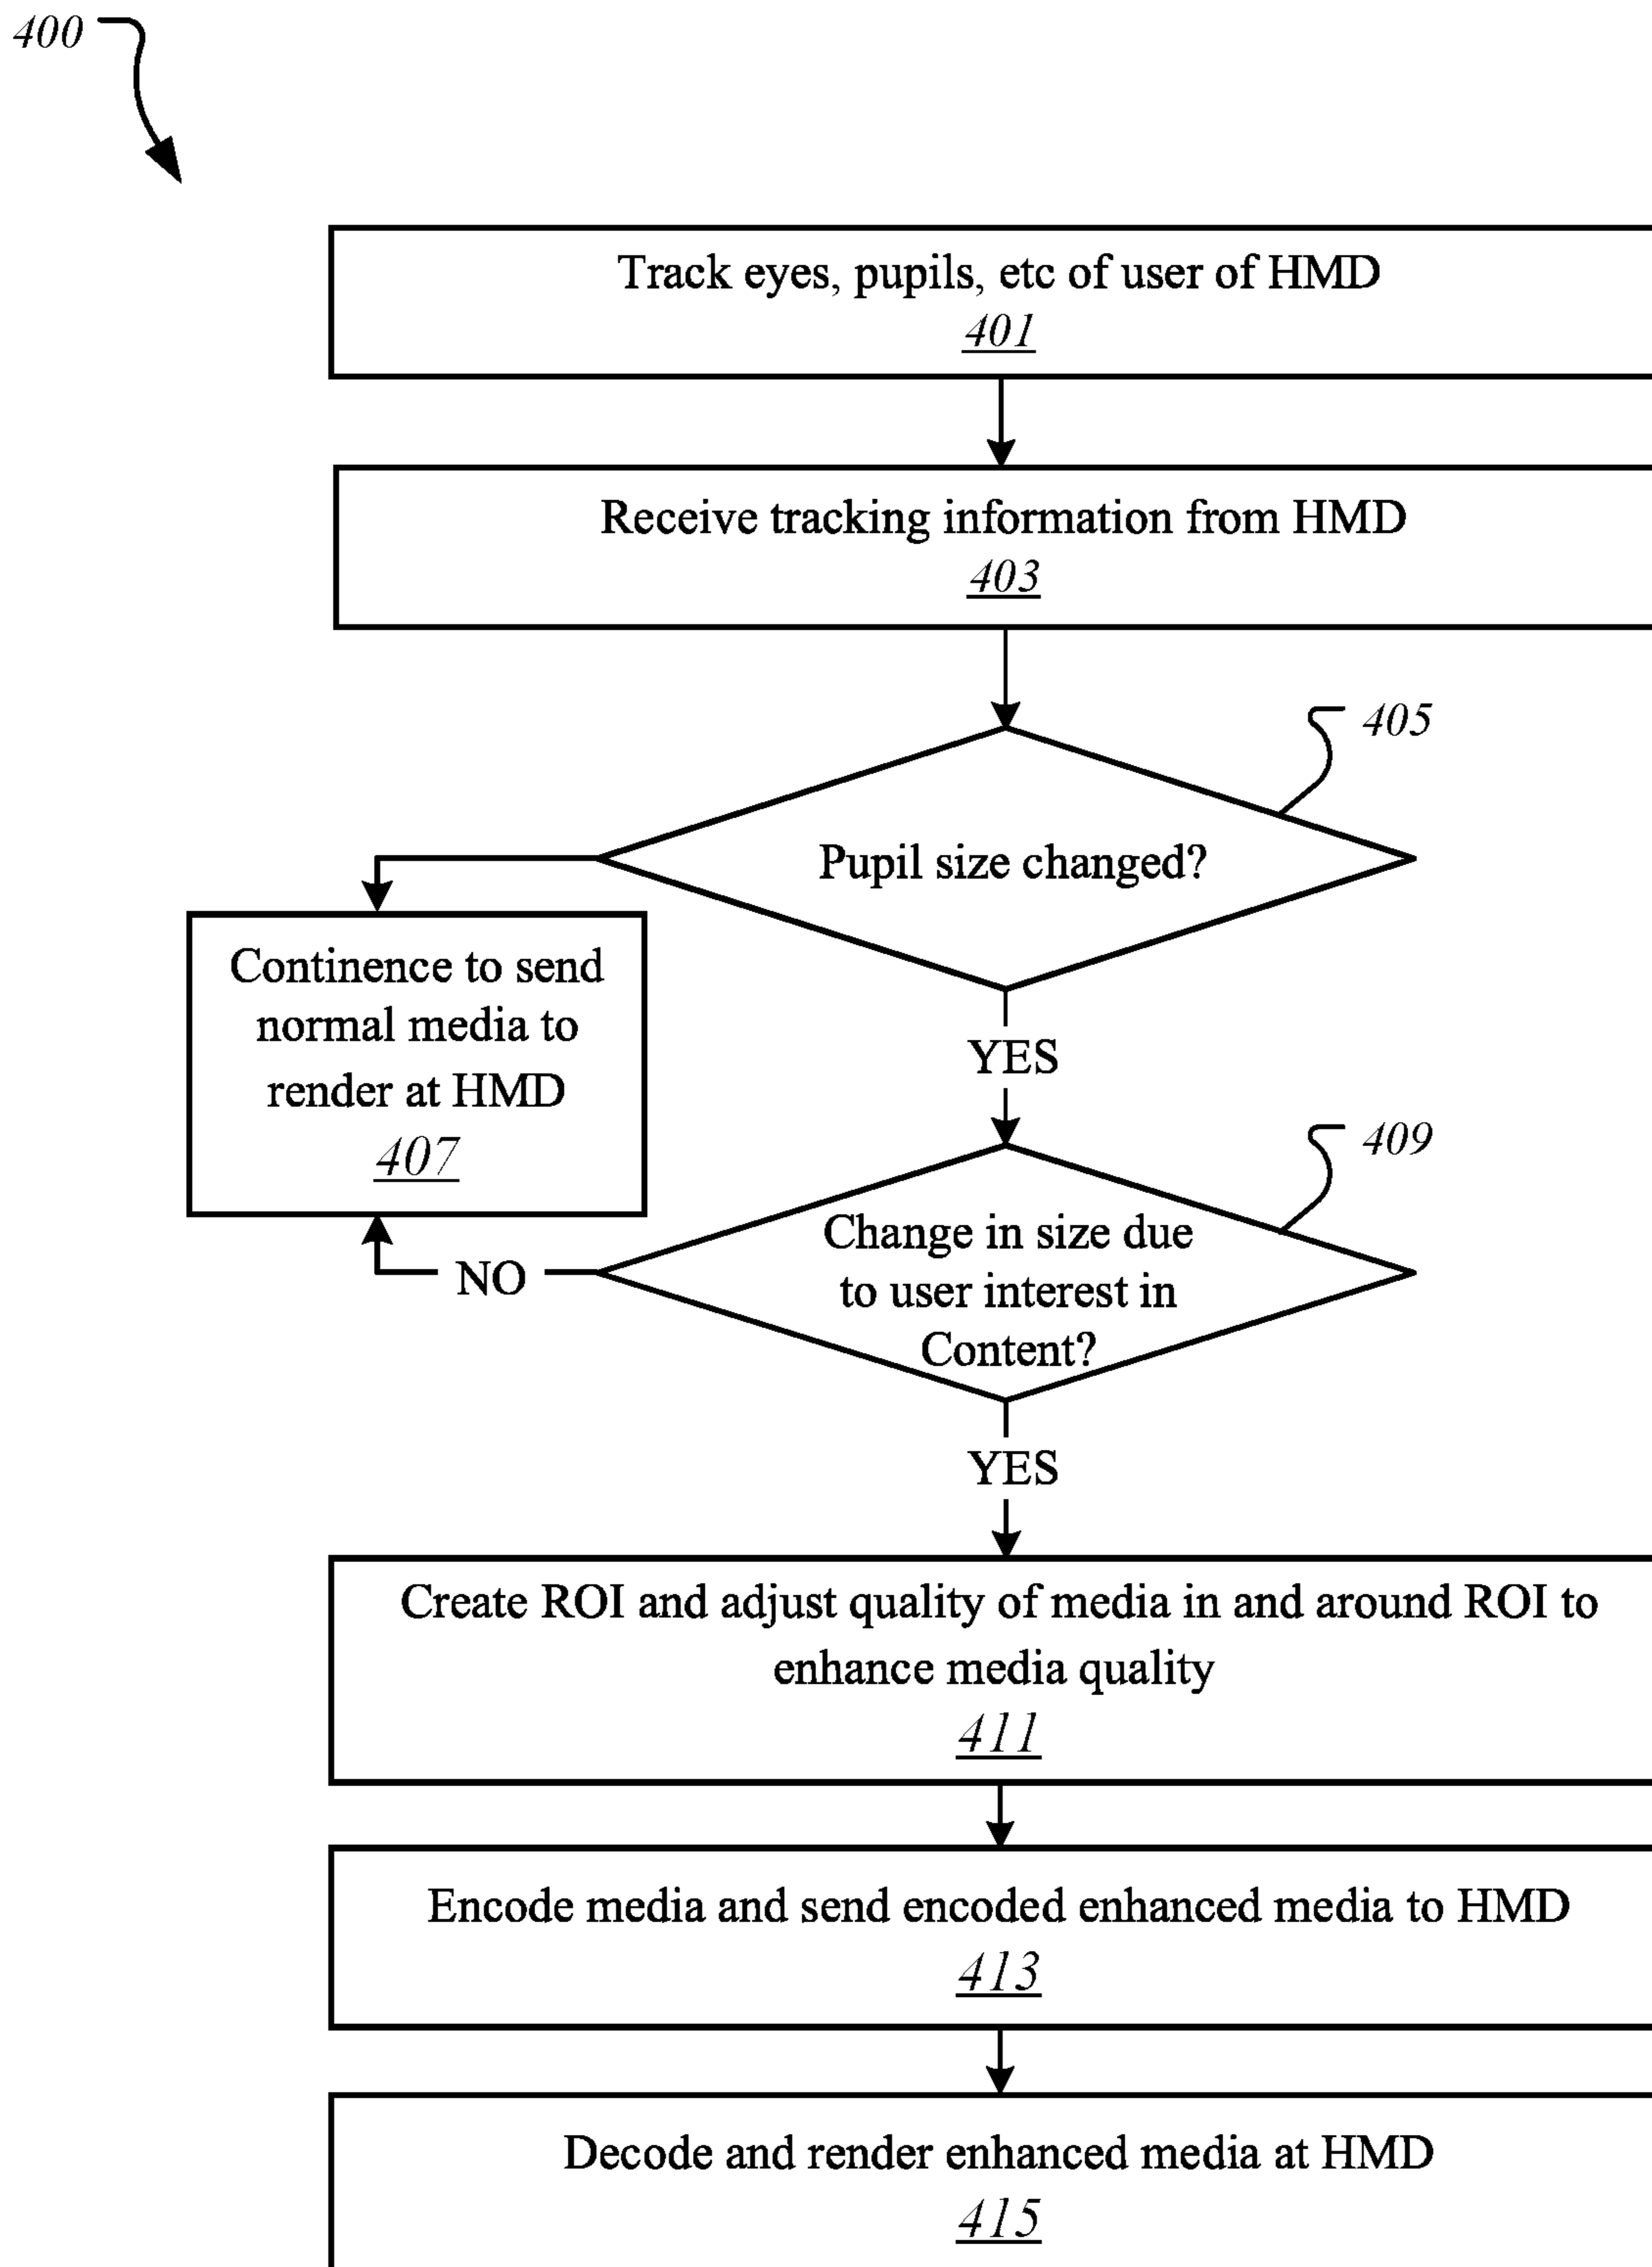 400
Track eyes, pupils, etc of user of HMD
401
Receive tracking information from HMD
403
405
Pupil size changed?
Continence to send
normal media to
render at HMD
407
YES
409
Change in size due
to user interest in
Content?
NO
YES
Create ROI and adjust quality of media in and around ROI to
enhance media quality
411
Encode media and send encoded enhanced media to HMD
413
Decode and render enhanced media at HMD
415